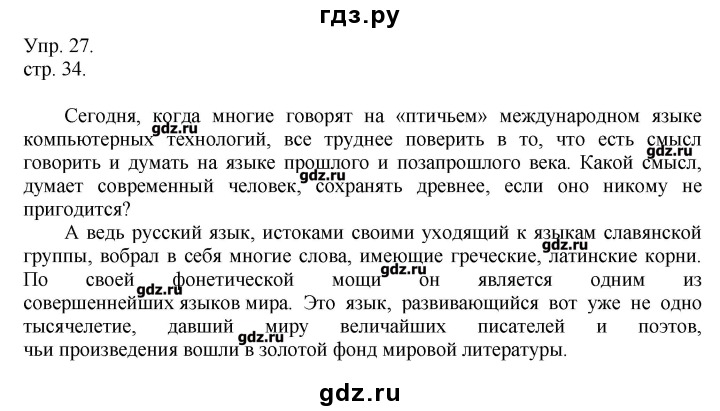 гдз.ру
Упр. 27.
стр. 34.
Сегодня, когда многие говорят на «птичьем» международном языке
gdz.ru
компьютерных технологий, все труднее поверить в то, что есть смысл
gdz.ru
говорить и думать на языке прошлого и позапрошлого века. Какой смысл,
gdz.ru
думает современный человек, сохранять древнее, если оно никому не
пригодится?
А ведь русский язык, истоками своими уходящий к языкам славянской
gdz.ru
группы, вобрал в себя многие слова, имеющие греческие, латинские корни.
gdz.ru
По своей фонетической мощи он является одним из
gdz.ru
совершеннейших языков мира. Это язык, развивающийся вот уже не одно
тысячелетие, давший миру величайших писателей и поэтов,
gdz.ru
чьи произведения вошли в золотой фонд мировой литературы.
gdz.ru